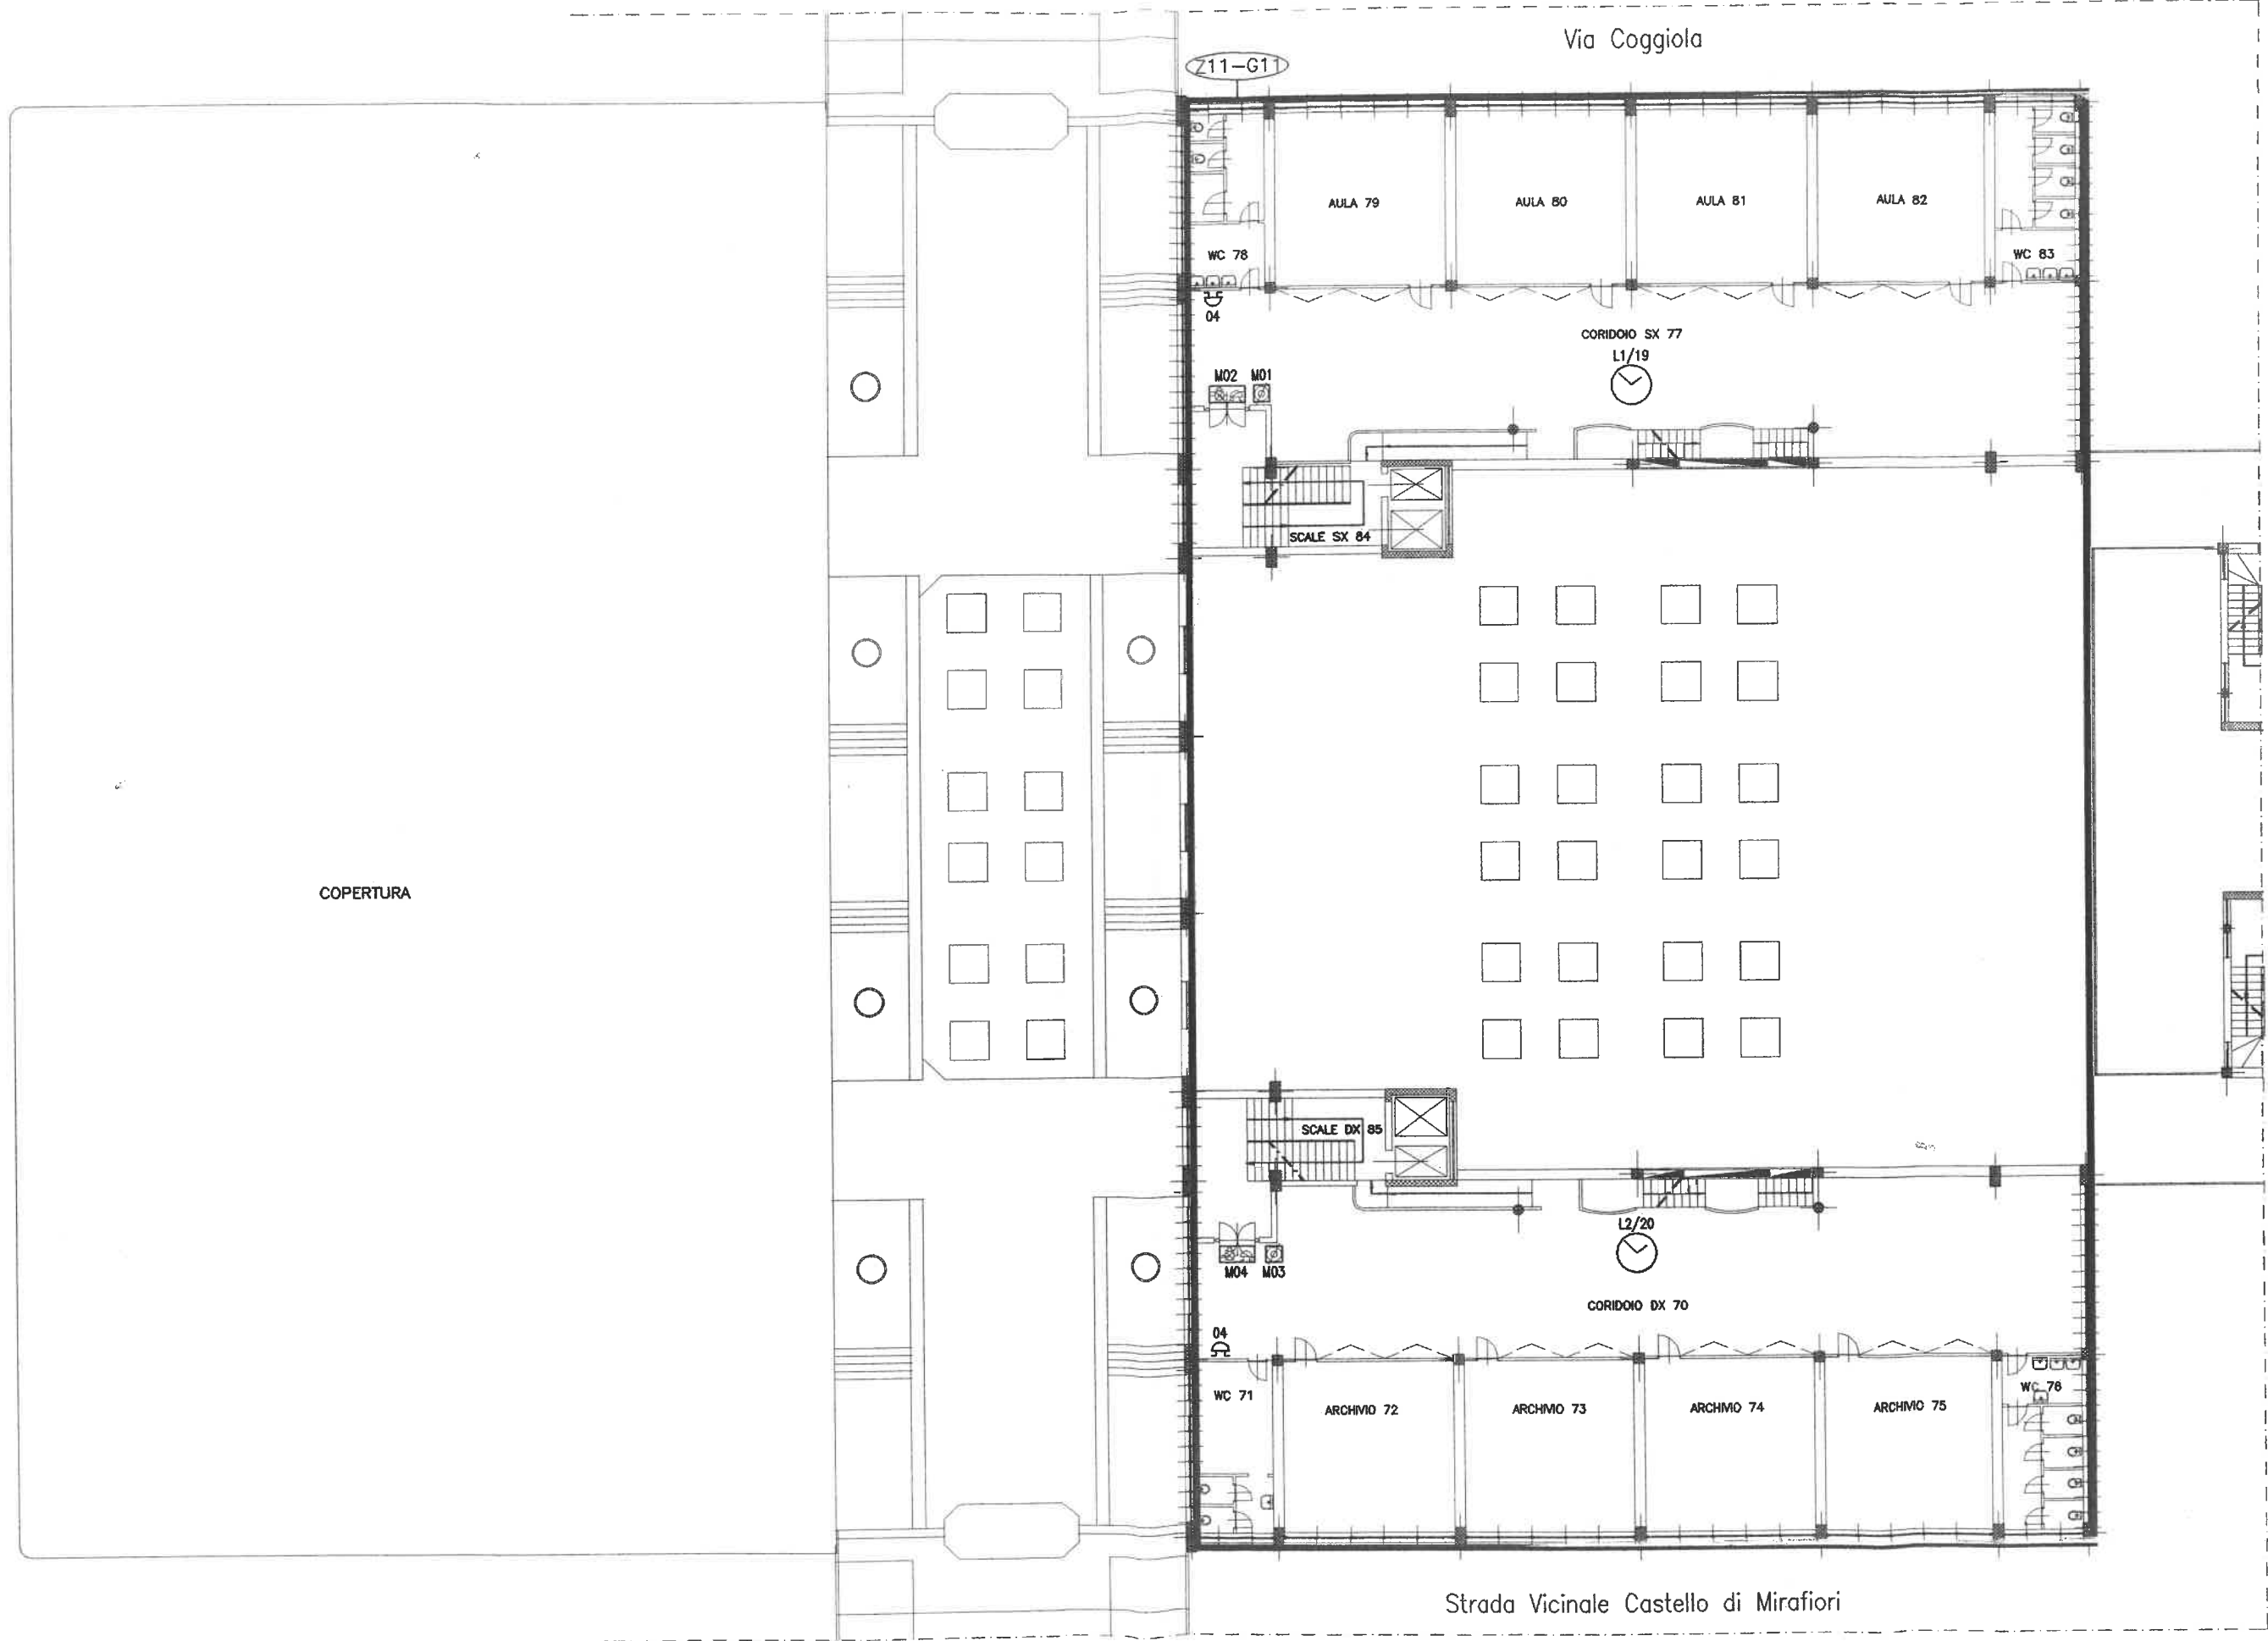 Via Coggiola
Z11-G11
AULA 79
AULA 80
AULA 81
AULA 82
WC 78
WC 83
04
CORIDOIO SX 77
L1/19
M02
M01
SCALE SX 84
COPERTURA
SCALE DX 85
L2/20
M04
M03
CORIDOIO DX 70
04
WC 71
WC 76
ARCHIVIO 72
ARCHIVIO 73
ARCHIVIO 74
ARCHIVIO 75
Strada Vicinale Castello di Mirafiori